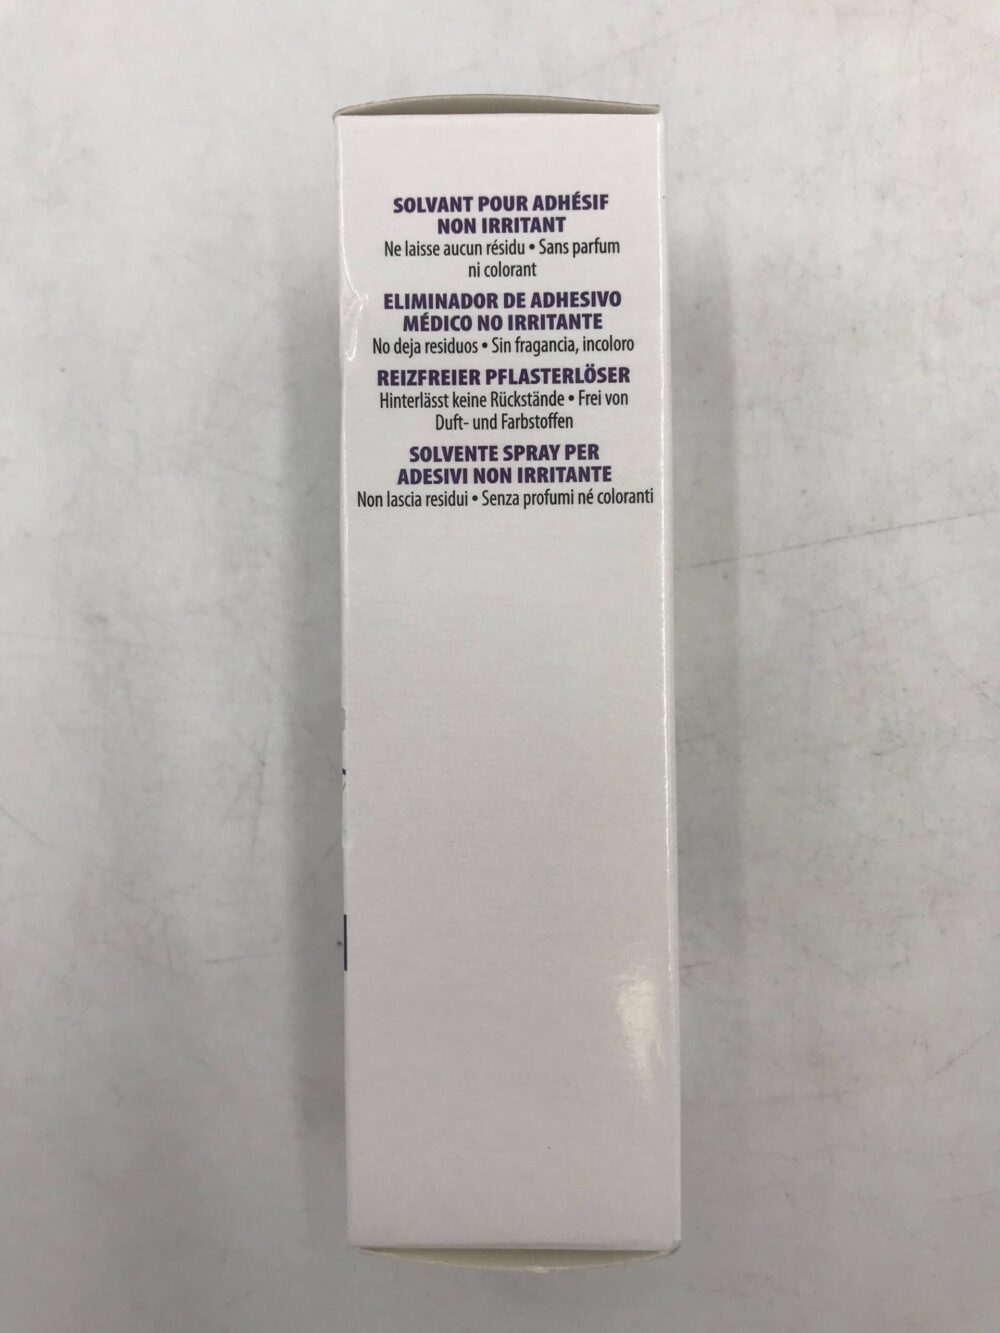 SOLVANT POUR ADHÉSIF
NON IRRITANT
Ne laisse aucun résidu • Sans parfum
ni colorant
ELIMINADOR DE ADHESIVO
MÉDICO NO IRRITANTE
No deja residuos • Sin fragancia, incoloro
REIZFREIER PFLASTERLÖSER
Hinterlässt keine Rückstände • Frei von
Duft- und Farbstoffen
SOLVENTE SPRAY PER
ADESIVI NON IRRITANTE
Non lascia residui • Senza profumi né coloranti